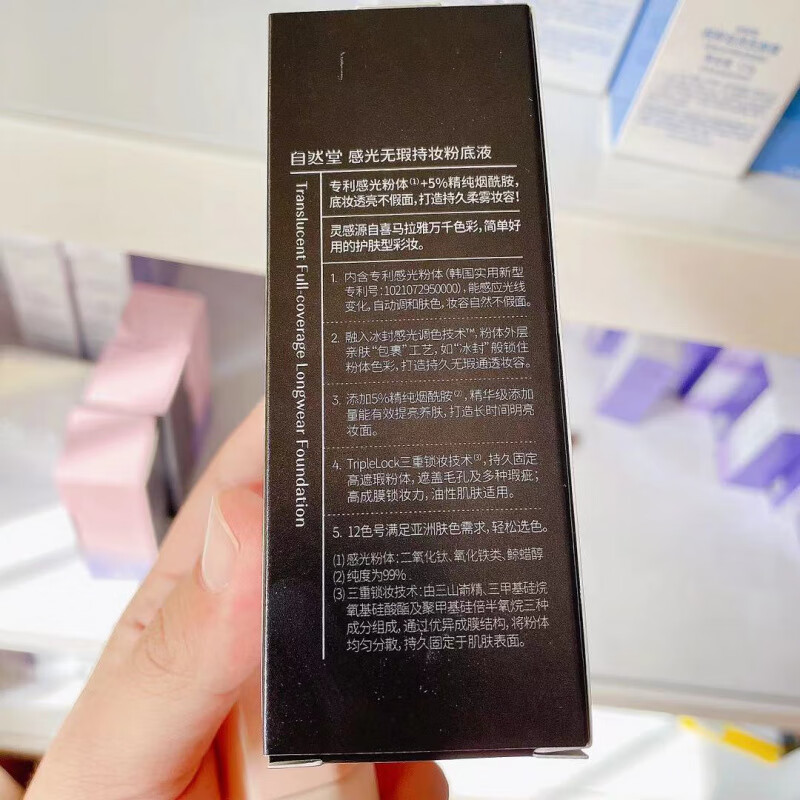 自然堂 感光无瑕持妆粉底液
Translucent Full-coverage Longwear Foundation
专利感光粉体(1)+5%精纯烟酰胺,
底妆透亮不假面,打造持久柔雾妆容!
灵感源自喜马拉雅万千色彩,简单好
用的护肤型彩妆。
1. 内含专利感光粉体(韩国实用新型
专利号:1021072950000),能感应光线
变化,自动调和肤色,妆容自然不假面。
2. 融入冰封感光调色技术™,粉体外层
亲肤“包裹”工艺,如“冰封”般锁住
粉体色彩,打造持久无瑕通透妆容。
3. 添加5%精纯烟酰胺(2),精华级添加
量能有效提亮养肤,打造长时间明亮
妆面。
4. TripleLock三重锁妆技术(3),持久固定
高遮瑕粉体,遮盖毛孔及多种瑕疵;
高成膜锁妆力,油性肌肤适用。
5. 12色号满足亚洲肤色需求,轻松选色。
(1)感光粉体:二氧化钛、氧化铁类、鲸蜡醇
(2)纯度为99%。
(3)三重锁妆技术:由三山嵛精、三甲基硅烷
氧基硅酸酯及聚甲基硅倍半氧烷三种
成分组成,通过优异成膜结构,将粉体
均匀分散,持久固定于肌肤表面。